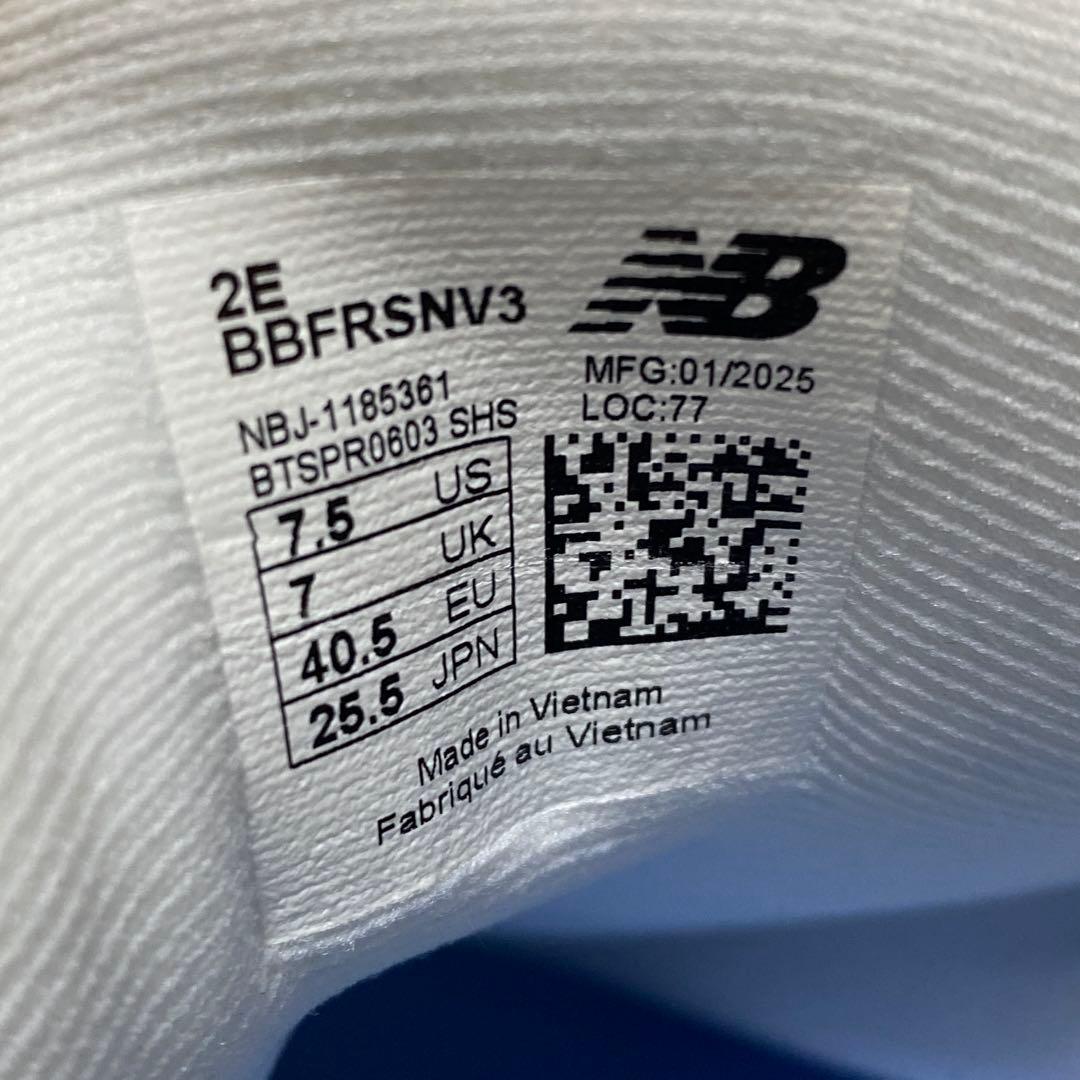 2E
BBFRSNV3
NBJ-1185361
BTSPR0603 SHS
7.5 US
7 UK
40.5 EU
25.5 JPN
NB
MFG:01/2025
LOC:77
Made in Vietnam
Fabriqué au Vietnam